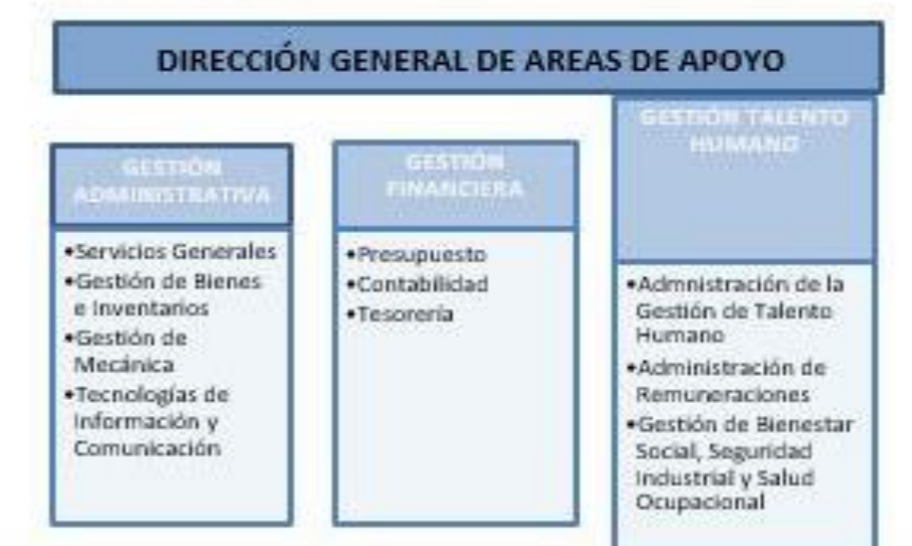 DIRECCIÓN GENERAL DE AREAS DE APOYO
GESTIÓN
ADMINISTRATIVA
•Servicios Generales
•Gestión de Bienes
e Inventarios
•Gestión de
Mecánica
•Tecnologías de
Información y
Comunicación
GESTIÓN
FINANCIERA
•Presupuesto
•Contabilidad
•Tesorería
GESTIÓN TALENTO
HUMANO
•Admnistración de la
Gestión de Talento
Humano
•Administración de
Remuneraciones
•Gestión de Bienestar
Social, Seguridad
Industrial y Salud
Ocupacional